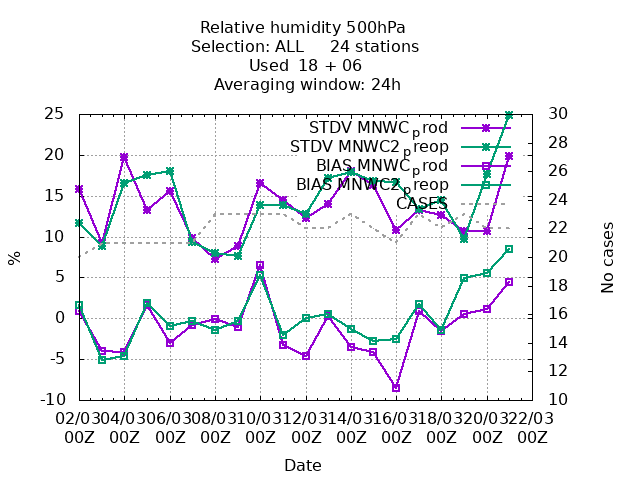 Relative humidity 500hPa
Selection: ALL 24 stations
Used 18 + 06
Averaging window: 24h
25
20
15
10
5
0
-5
-10
%
30
28
26
24
22
20
18
16
14
12
10
No cases
STDV MNWC_prod
STDV MNWC2_preop
BIAS MNWC_prod
BIAS MNWC2_preop
CASES
02/03 04/03 06/03 08/03 10/03 12/03 14/03 16/03 18/03 20/03 22/03
00Z 00Z 00Z 00Z 00Z 00Z 00Z 00Z 00Z 00Z 00Z
Date